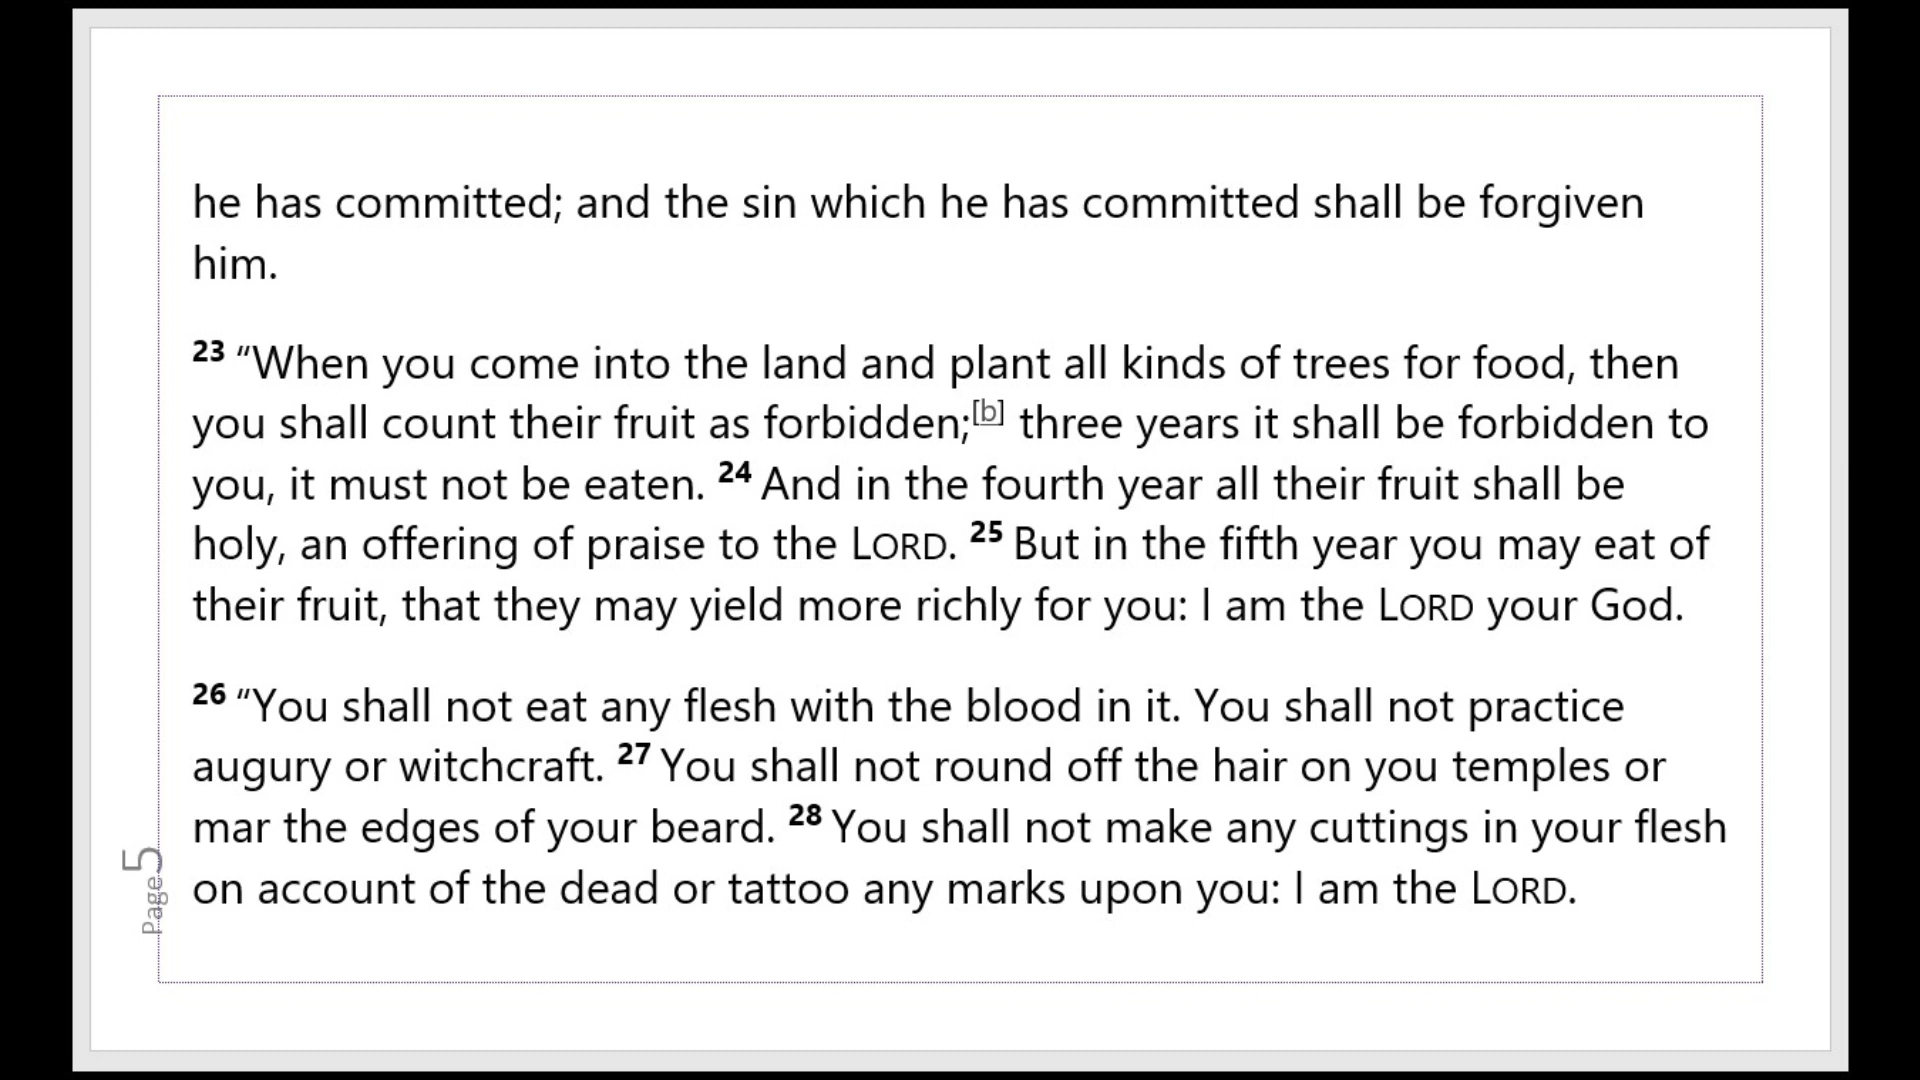 he has committed; and the sin which he has committed shall be forgiven
him.
23 “When you come into the land and plant all kinds of trees for food, then
you shall count their fruit as forbidden;[b] three years it shall be forbidden to
you, it must not be eaten. 24 And in the fourth year all their fruit shall be
holy, an offering of praise to the LORD. 25 But in the fifth year you may eat of
their fruit, that they may yield more richly for you: I am the LORD your God.
26 “You shall not eat any flesh with the blood in it. You shall not practice
augury or witchcraft. 27 You shall not round off the hair on you temples or
mar the edges of your beard. 28 You shall not make any cuttings in your flesh
on account of the dead or tattoo any marks upon you: I am the LORD.
Page 5